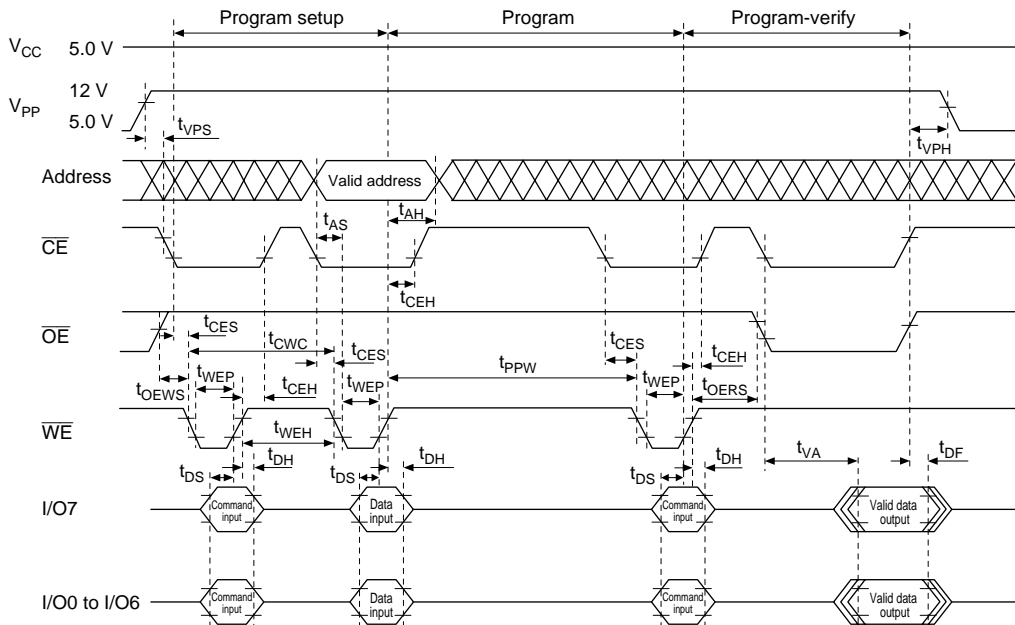 Program setup Program Program-verify
VCC 5.0 V
12 V
VPP
5.0 V
tVPS
tVPH
Address Valid address
tAS tAH
CE
tCEH
OE
tCES tCWC tCES tCES tCEH
tOEWS tWEP tCEH tWEP tPPW tWEP tOERS
WE
tWEH tVA
tDS tDH tDS tDH tDS tDH tDF
I/O7 Command input Data input Command input Valid data output
I/O0 to I/O6 Command input Data input Command input Valid data output